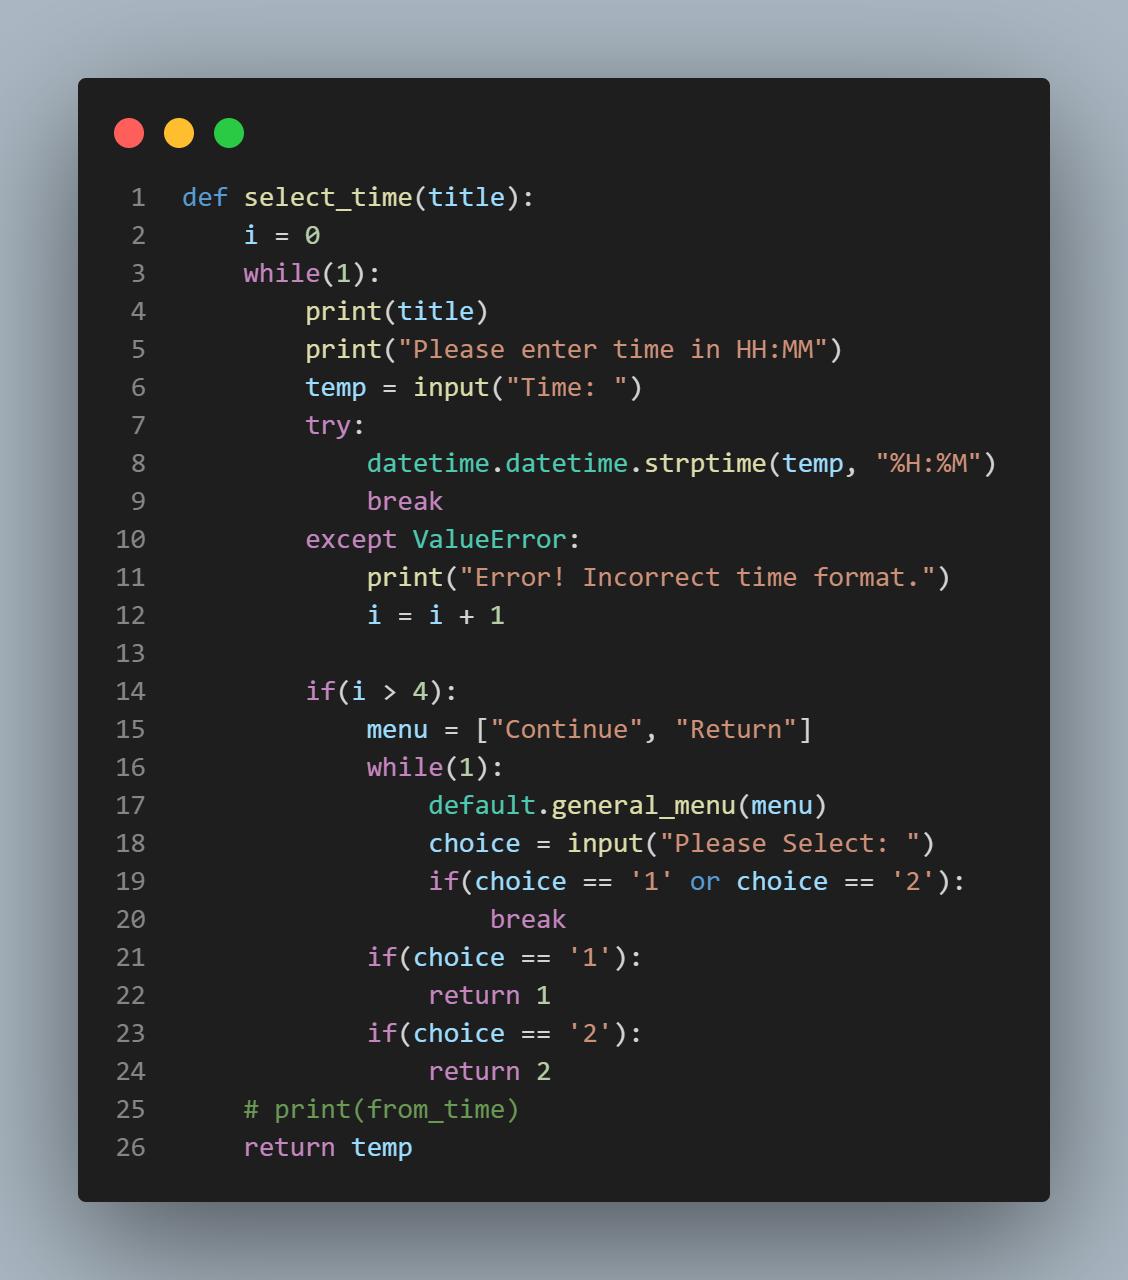 1 def select_time(title):
2     i = 0
3     while(1):
4         print(title)
5         print("Please enter time in HH:MM")
6         temp = input("Time: ")
7         try:
8             datetime.datetime.strptime(temp, "%H:%M")
9             break
10         except ValueError:
11             print("Error! Incorrect time format.")
12             i = i + 1
13
14         if(i > 4):
15             menu = ["Continue", "Return"]
16             while(1):
17                 default.general_menu(menu)
18                 choice = input("Please Select: ")
19                 if(choice == '1' or choice == '2'):
20                     break
21             if(choice == '1'):
22                 return 1
23             if(choice == '2'):
24                 return 2
25     # print(from_time)
26     return temp